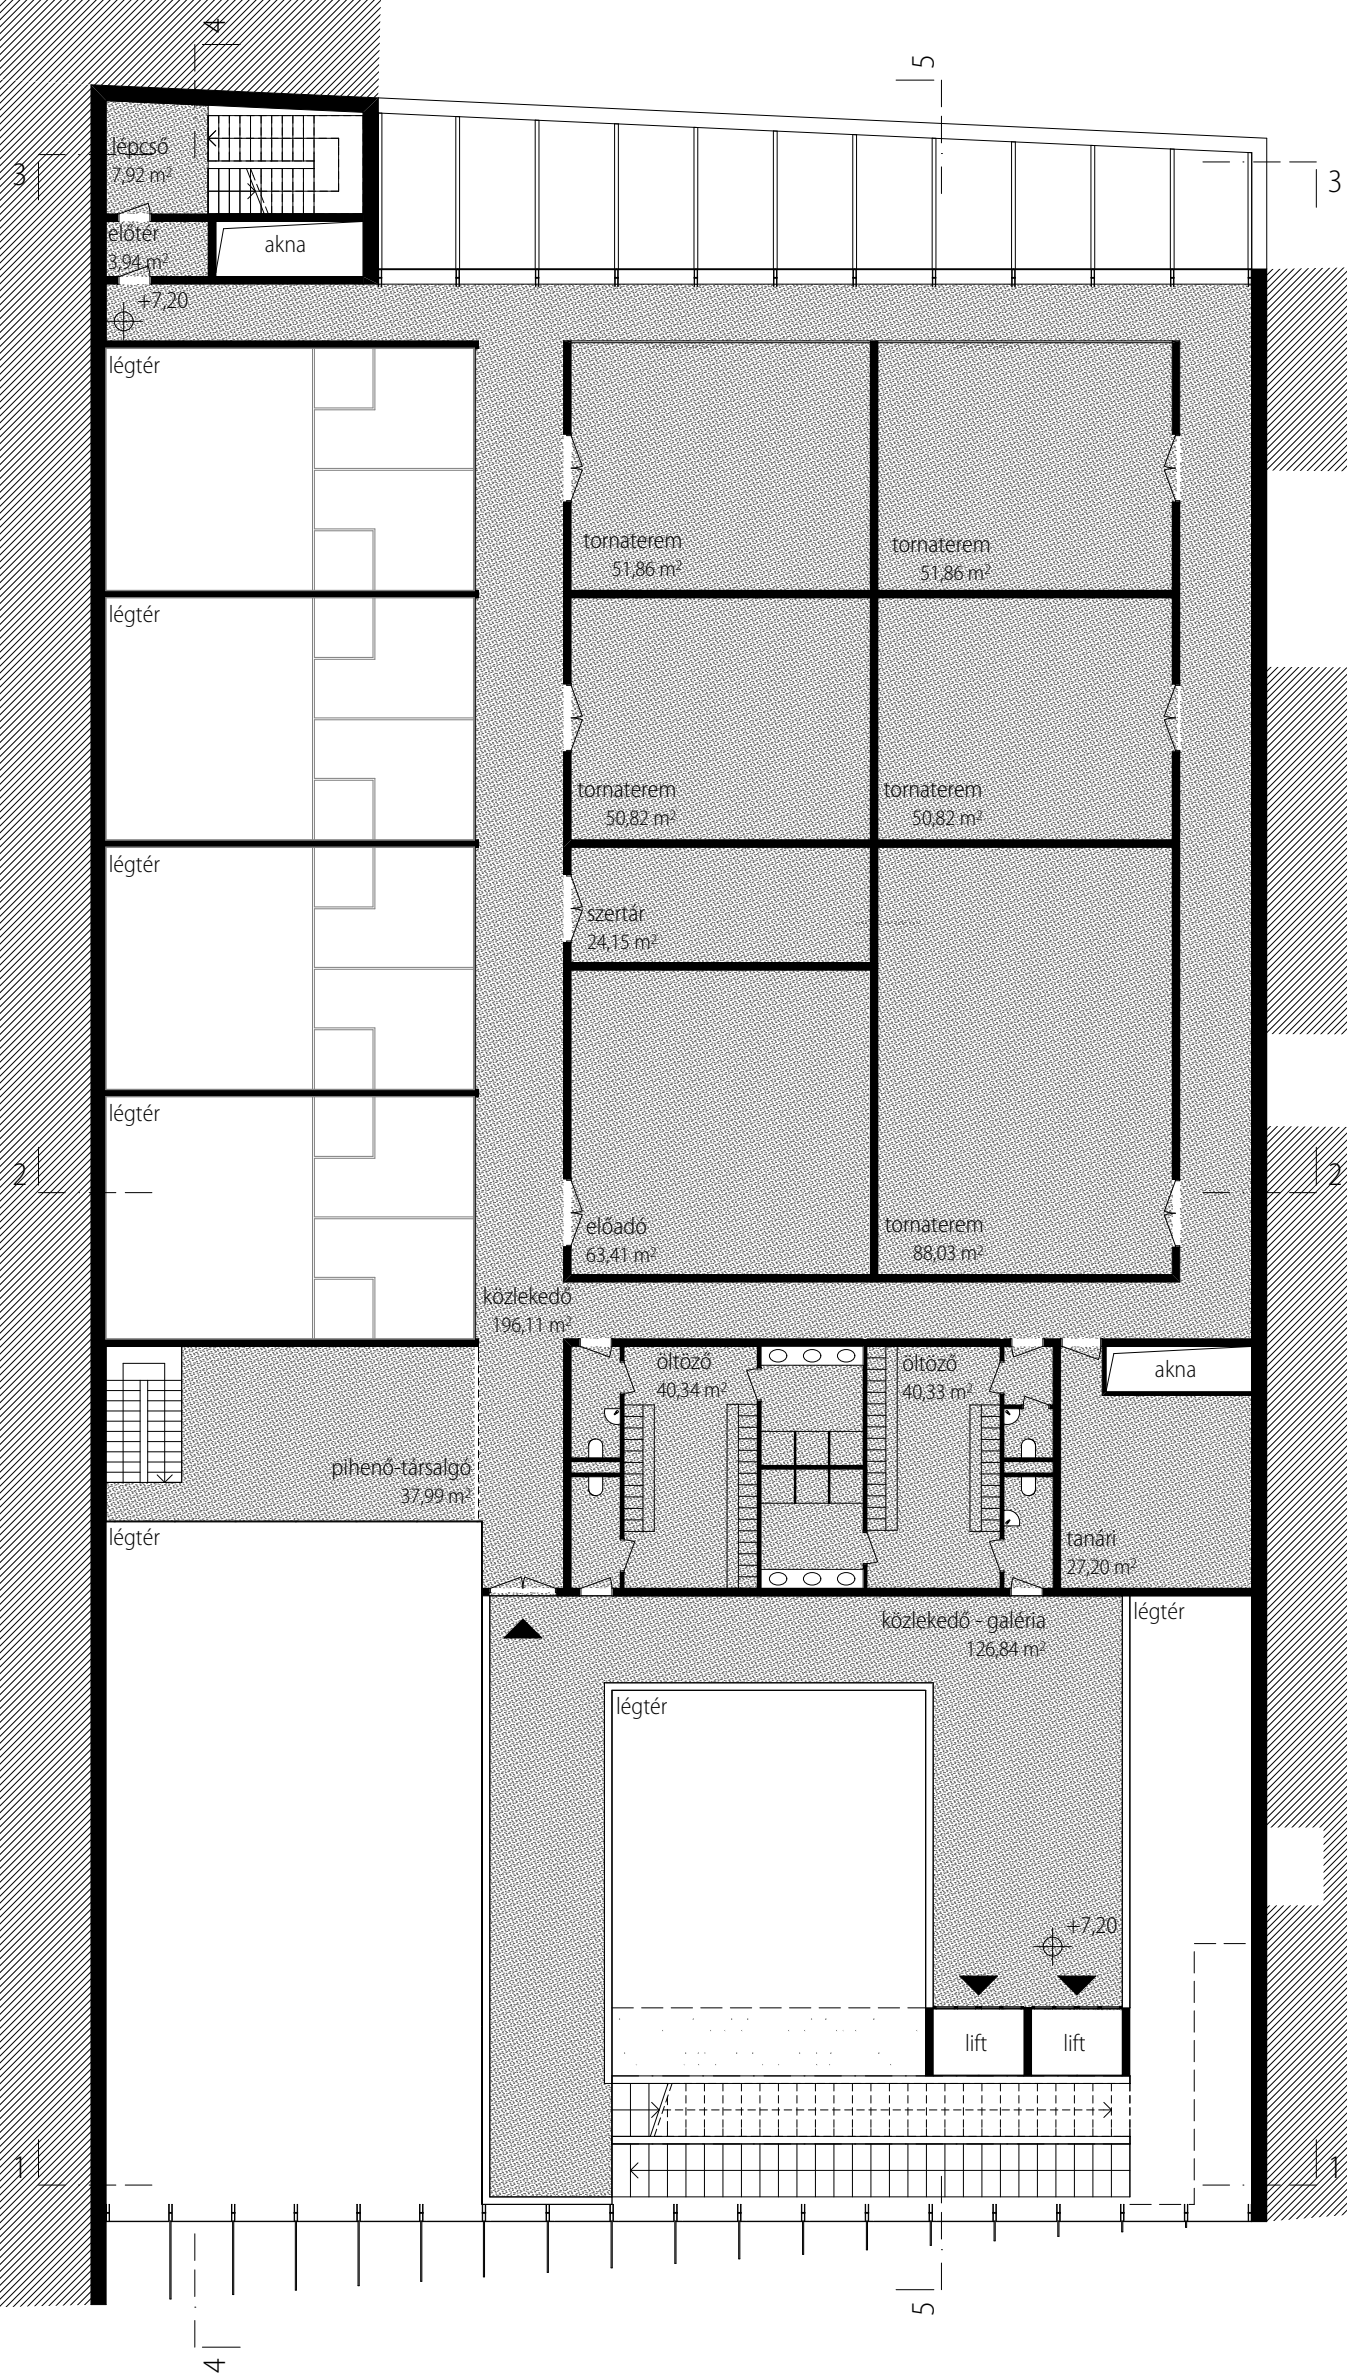 4
5
lépcső
7,92 m²
3
3
előtér
3,94 m²
akna
+7,20
légtér
tornaterem
51,86 m²
tornaterem
51,86 m²
légtér
tornaterem
50,82 m²
tornaterem
50,82 m²
légtér
szertár
24,15 m²
légtér
2
2
előadó
63,41 m²
tornaterem
88,03 m²
közlekedő
196,11 m²
öltöző
40,34 m²
öltöző
40,33 m²
akna
pihenő-társalgó
37,99 m²
légtér
tanári
27,20 m²
közlekedő - galéria
126,84 m²
légtér
légtér
+7,20
lift
lift
1
1
5
4